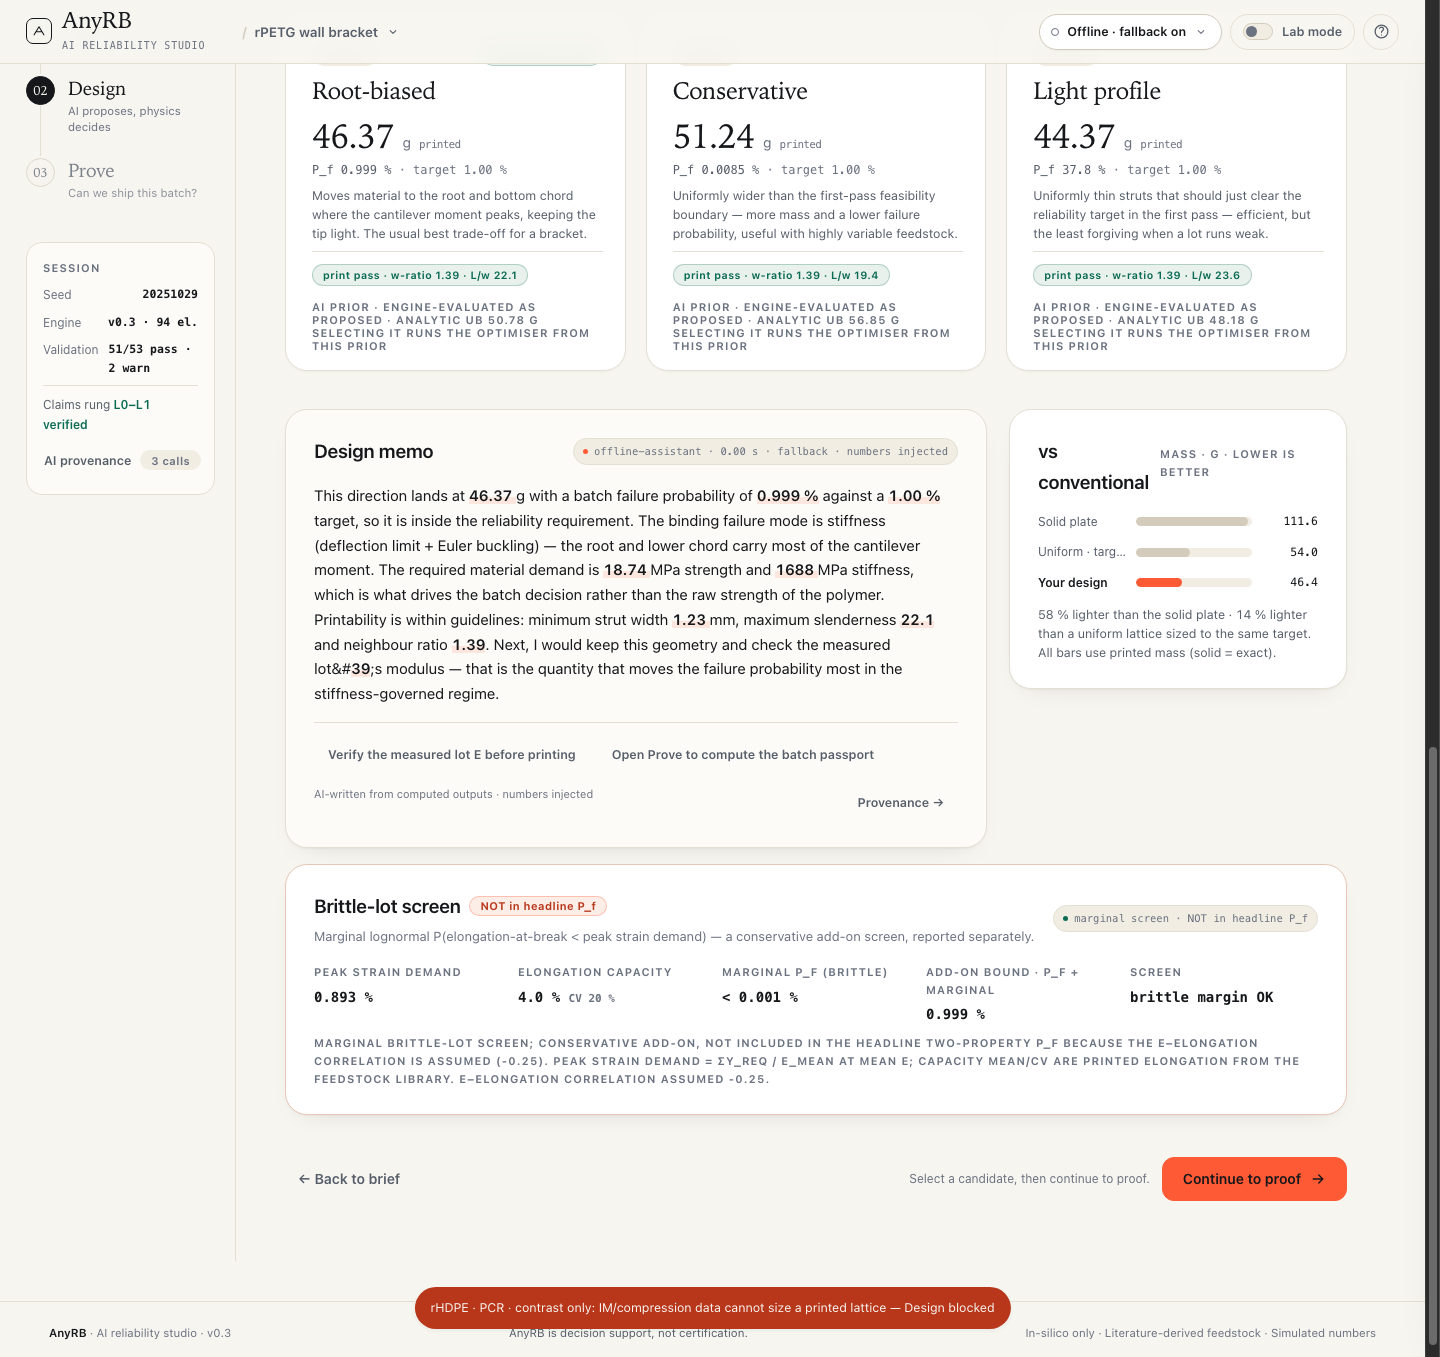 AnyRB
AI RELIABILITY STUDIO
/ rPETG wall bracket
Offline · fallback on
Lab mode
02 Design
AI proposes, physics
decides
03 Prove
Can we ship this batch?
SESSION
Seed 20251029
Engine v0.3 · 94 el.
Validation 51/53 pass ·
2 warn
Claims rung L0–L1
verified
AI provenance 3 calls
Root-biased
46.37 g printed
P_f 0.999 % · target 1.00 %
Moves material to the root and bottom chord
where the cantilever moment peaks, keeping the
tip light. The usual best trade-off for a bracket.
print pass · w-ratio 1.39 · L/w 22.1
AI PRIOR · ENGINE-EVALUATED AS
PROPOSED · ANALYTIC UB 50.78 G
SELECTING IT RUNS THE OPTIMISER FROM
THIS PRIOR
Conservative
51.24 g printed
P_f 0.0085 % · target 1.00 %
Uniformly wider than the first-pass feasibility
boundary — more mass and a lower failure
probability, useful with highly variable feedstock.
print pass · w-ratio 1.39 · L/w 19.4
AI PRIOR · ENGINE-EVALUATED AS
PROPOSED · ANALYTIC UB 56.85 G
SELECTING IT RUNS THE OPTIMISER FROM
THIS PRIOR
Light profile
44.37 g printed
P_f 37.8 % · target 1.00 %
Uniformly thin struts that should just clear the
reliability target in the first pass — efficient, but
the least forgiving when a lot runs weak.
print pass · w-ratio 1.39 · L/w 23.6
AI PRIOR · ENGINE-EVALUATED AS
PROPOSED · ANALYTIC UB 48.18 G
SELECTING IT RUNS THE OPTIMISER FROM
THIS PRIOR
Design memo
offline-assistant · 0.00 s · fallback · numbers injected
This direction lands at 46.37 g with a batch failure probability of 0.999 % against a 1.00 %
target, so it is inside the reliability requirement. The binding failure mode is stiffness
(deflection limit + Euler buckling) — the root and lower chord carry most of the cantilever
moment. The required material demand is 18.74 MPa strength and 1688 MPa stiffness,
which is what drives the batch decision rather than the raw strength of the polymer.
Printability is within guidelines: minimum strut width 1.23 mm, maximum slenderness 22.1
and neighbour ratio 1.39. Next, I would keep this geometry and check the measured
lot&#39;s modulus — that is the quantity that moves the failure probability most in the
stiffness-governed regime.
Verify the measured lot E before printing
Open Prove to compute the batch passport
AI-written from computed outputs · numbers injected
Provenance →
vs
conventional
MASS · G · LOWER IS
BETTER
Solid plate 111.6
Uniform · targ... 54.0
Your design 46.4
58 % lighter than the solid plate · 14 % lighter
than a uniform lattice sized to the same target.
All bars use printed mass (solid = exact).
Brittle-lot screen NOT in headline P_f
marginal screen · NOT in headline P_f
Marginal lognormal P(elongation-at-break < peak strain demand) — a conservative add-on screen, reported separately.
PEAK STRAIN DEMAND
0.893 %
ELONGATION CAPACITY
4.0 % CV 20 %
MARGINAL P_F (BRITTLE)
< 0.001 %
ADD-ON BOUND · P_F +
MARGINAL
0.999 %
SCREEN
brittle margin OK
MARGINAL BRITTLE-LOT SCREEN; CONSERVATIVE ADD-ON, NOT INCLUDED IN THE HEADLINE TWO-PROPERTY P_F BECAUSE THE E–ELONGATION
CORRELATION IS ASSUMED (-0.25). PEAK STRAIN DEMAND = ΣY_REQ / E_MEAN AT MEAN E; CAPACITY MEAN/CV ARE PRINTED ELONGATION FROM THE
FEEDSTOCK LIBRARY. E–ELONGATION CORRELATION ASSUMED -0.25.
← Back to brief
Select a candidate, then continue to proof.
Continue to proof →
rHDPE · PCR · contrast only: IM/compression data cannot size a printed lattice — Design blocked
AnyRB · AI reliability studio · v0.3
AnyRB is decision support, not certification.
In-silico only · Literature-derived feedstock · Simulated numbers